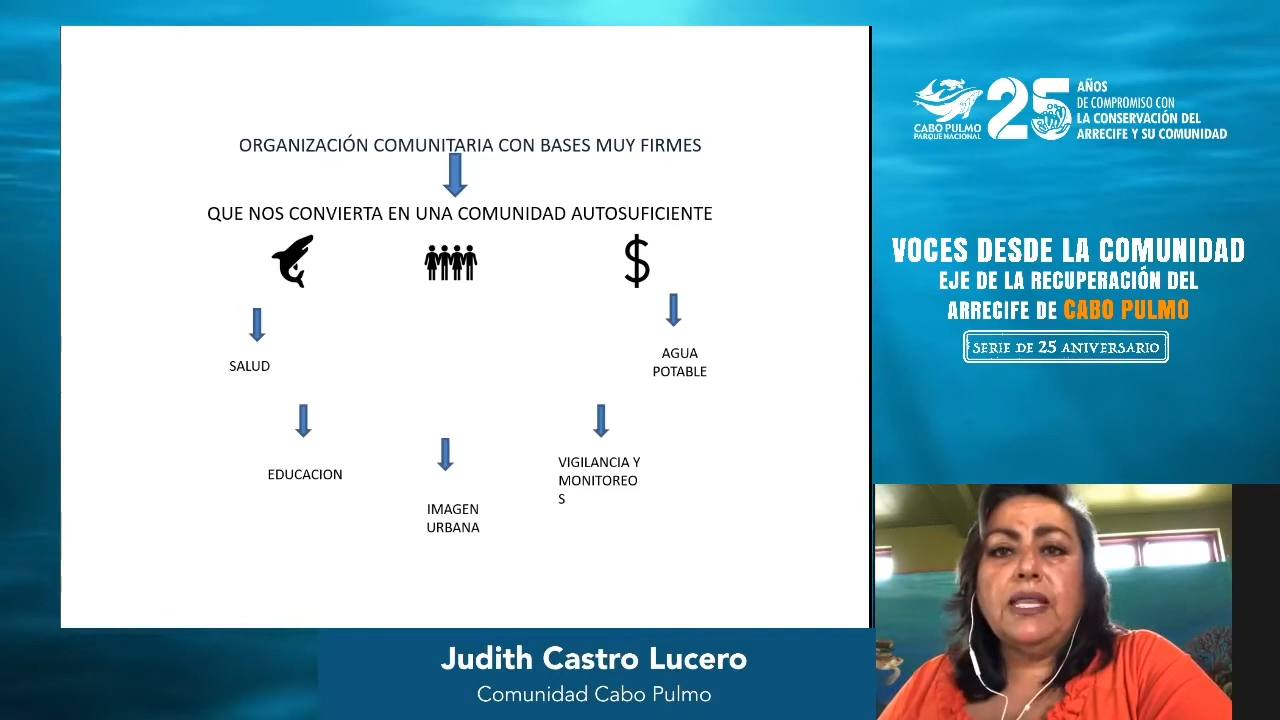 ORGANIZACIÓN COMUNITARIA CON BASES MUY FIRMES
QUE NOS CONVIERTA EN UNA COMUNIDAD AUTOSUFICIENTE
$
SALUD
AGUA
POTABLE
EDUCACION
IMAGEN
URBANA
VIGILANCIA Y
MONITOREO
S
CABO PULMO
PARQUE NACIONAL
25
AÑOS
DE COMPROMISO CON
LA CONSERVACIÓN DEL
ARRECIFE Y SU COMUNIDAD
VOCES DESDE LA COMUNIDAD
EJE DE LA RECUPERACIÓN DEL
ARRECIFE DE CABO PULMO
SERIE DE 25 ANIVERSARIO
Judith Castro Lucero
Comunidad Cabo Pulmo